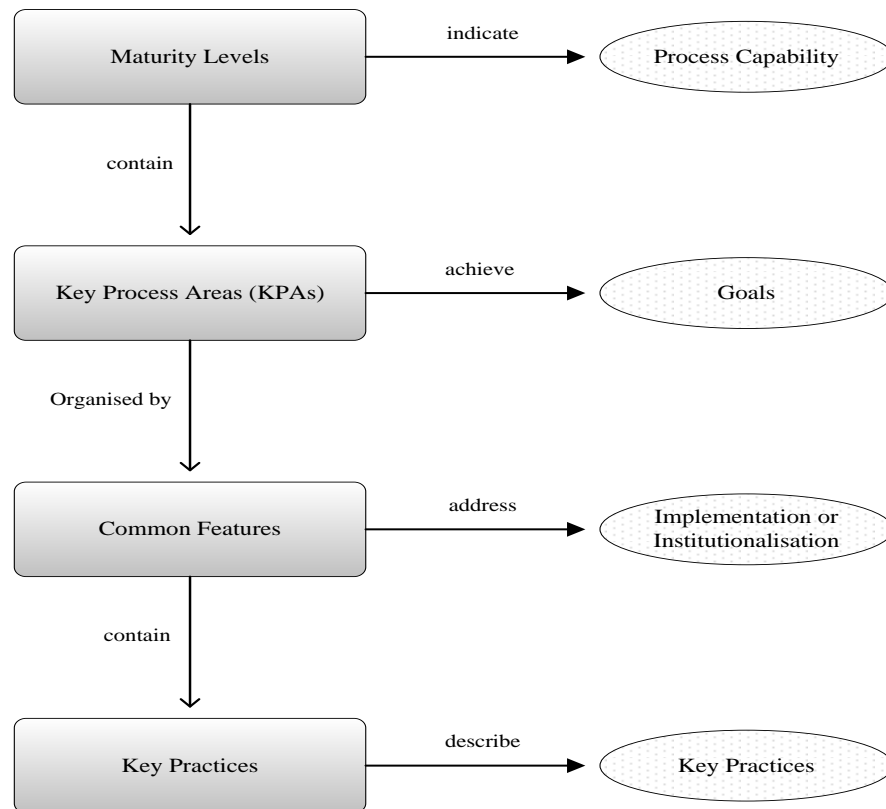 Maturity Levels
indicate
Process Capability
contain
Key Process Areas (KPAs)
achieve
Goals
Organised by
Common Features
address
Implementation or
Institutionalisation
contain
Key Practices
describe
Key Practices